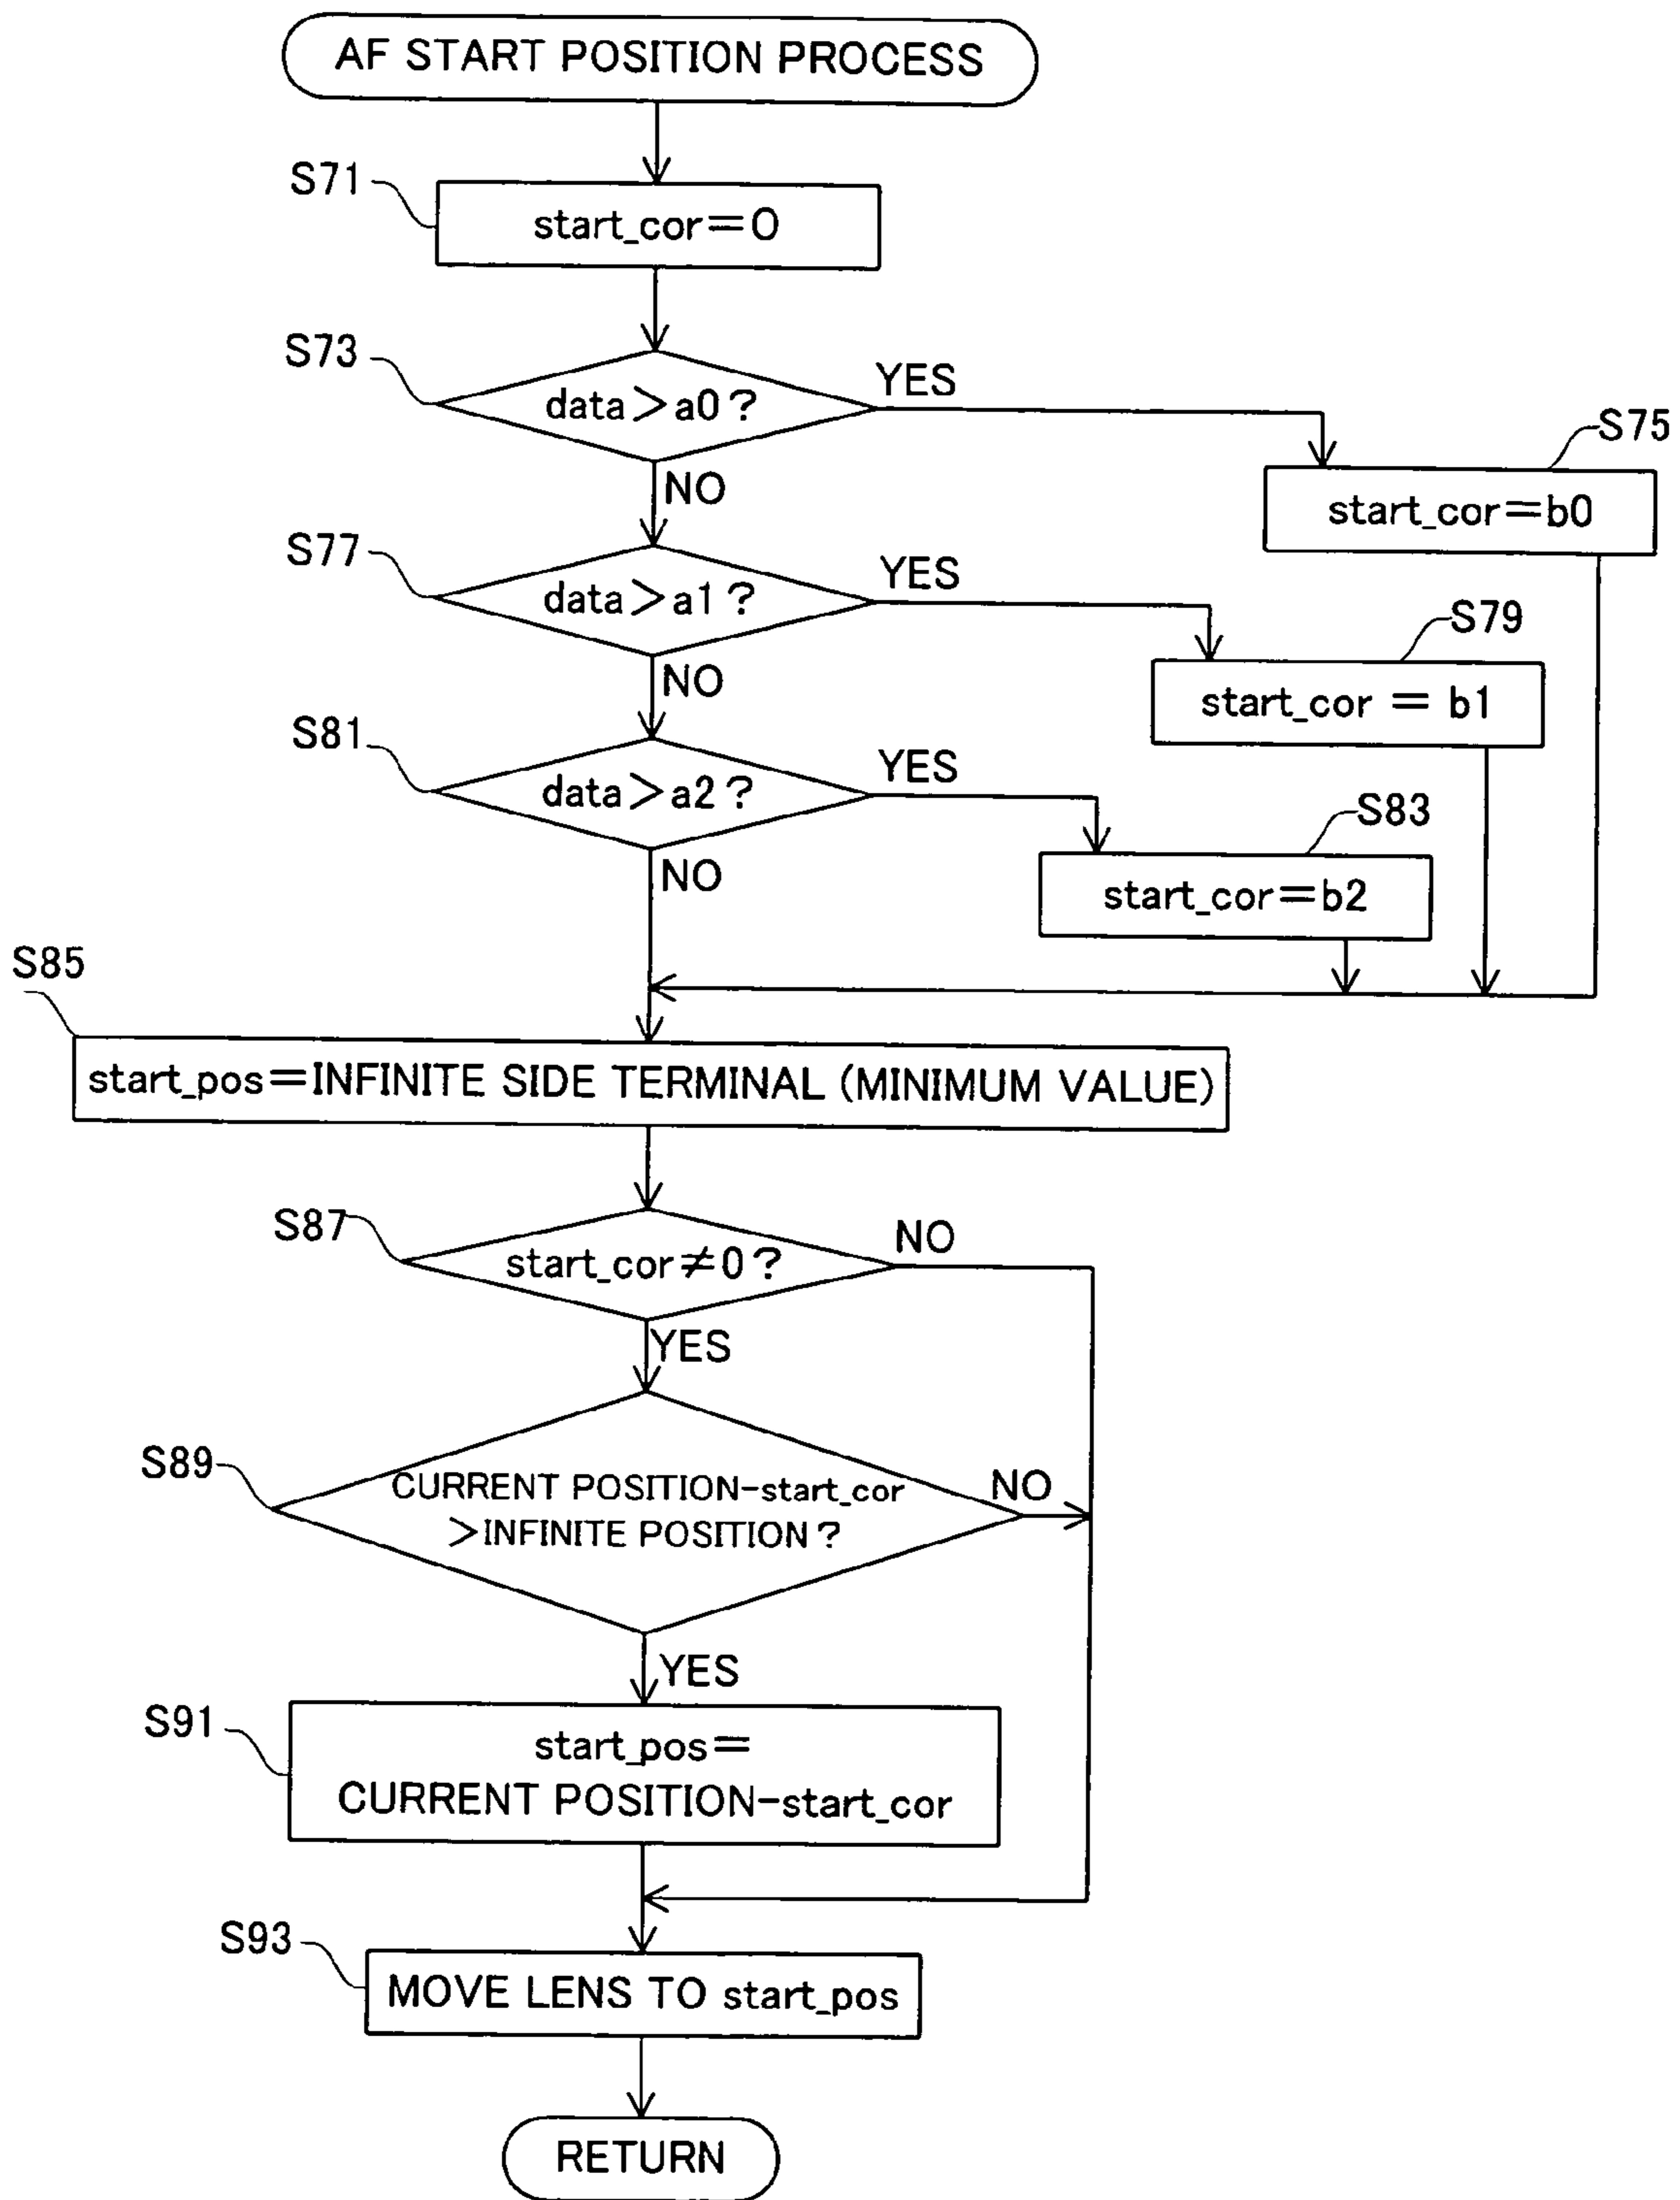 AF START POSITION PROCESS
S71
start_cor=0
S73
data>a0?
YES
S75
start_cor=b0
NO
S77
data>a1?
YES
S79
start_cor = b1
NO
S81
data>a2?
YES
S83
start_cor=b2
NO
S85
start_pos=INFINITE SIDE TERMINAL (MINIMUM VALUE)
S87
start_cor≠0?
NO
YES
S89
CURRENT POSITION-start_cor
>INFINITE POSITION?
NO
YES
S91
start_pos=
CURRENT POSITION-start_cor
S93
MOVE LENS TO start_pos
RETURN